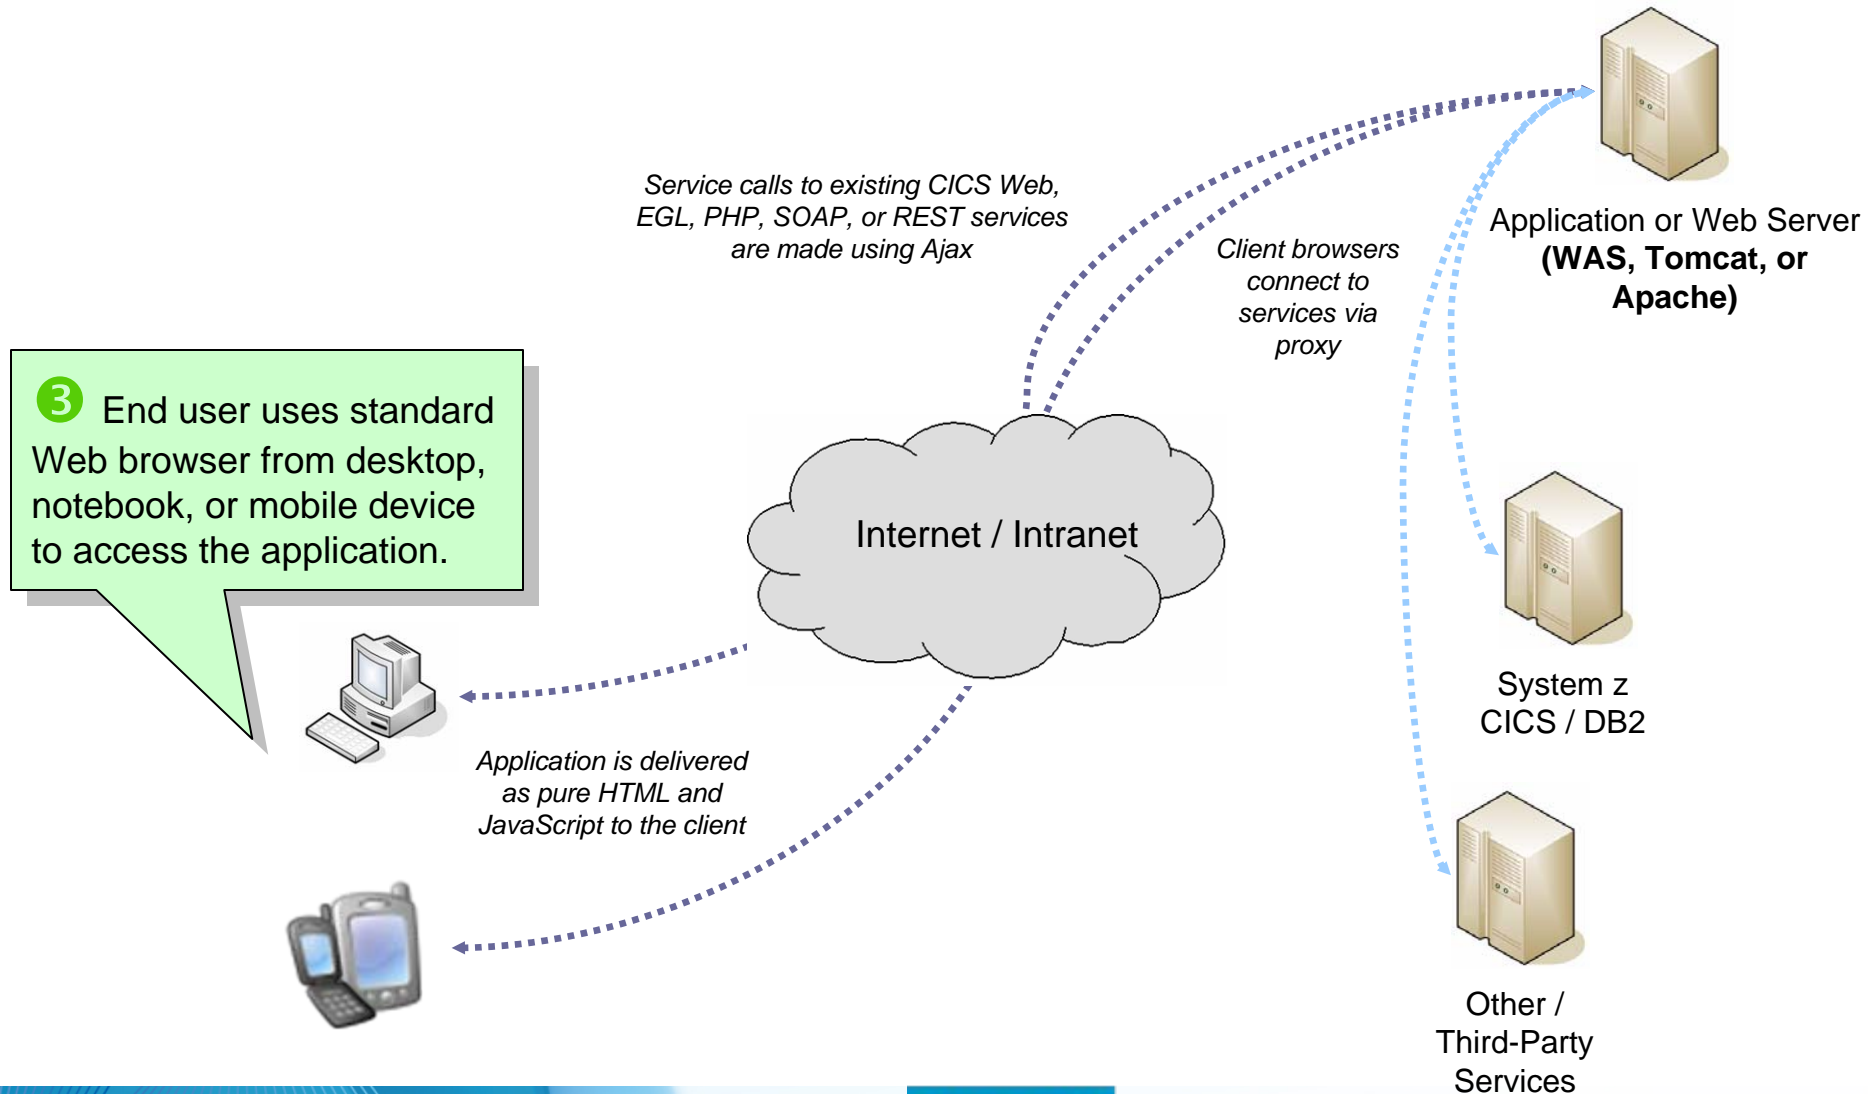 Service calls to existing CICS Web,
EGL, PHP, SOAP, or REST services
are made using Ajax
Client browsers
connect to
services via
proxy
Application or Web Server
(WAS, Tomcat, or
Apache)
3 End user uses standard
Web browser from desktop,
notebook, or mobile device
to access the application.
Internet / Intranet
System z
CICS / DB2
Application is delivered
as pure HTML and
JavaScript to the client
Other /
Third-Party
Services